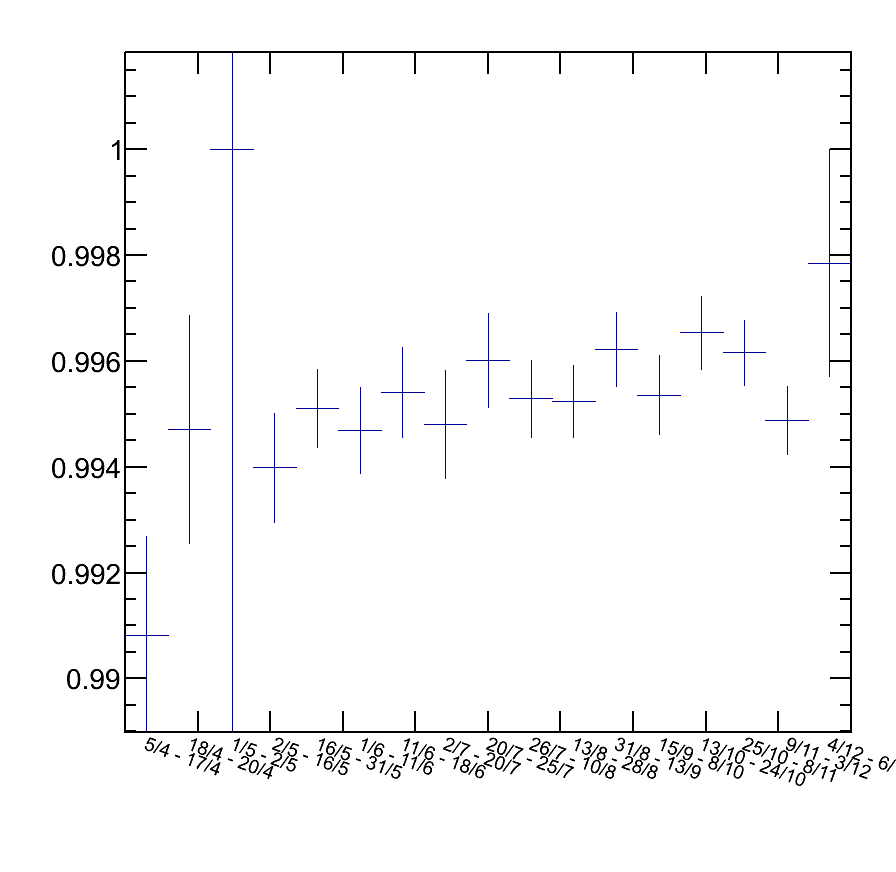 1
0.998
0.996
0.994
0.992
0.99
5/4 - 17/4
18/4 - 20/4
1/5 - 2/5
2/5 - 16/5
16/5 - 31/5
1/6 - 11/6
11/6 - 18/6
2/7 - 20/7
20/7 - 25/7
26/7 - 10/8
13/8 - 28/8
31/8 - 13/9
15/9 - 8/10
13/10 - 24/10
25/10 - 8/11
9/11 - 3/12
4/12 - 6/